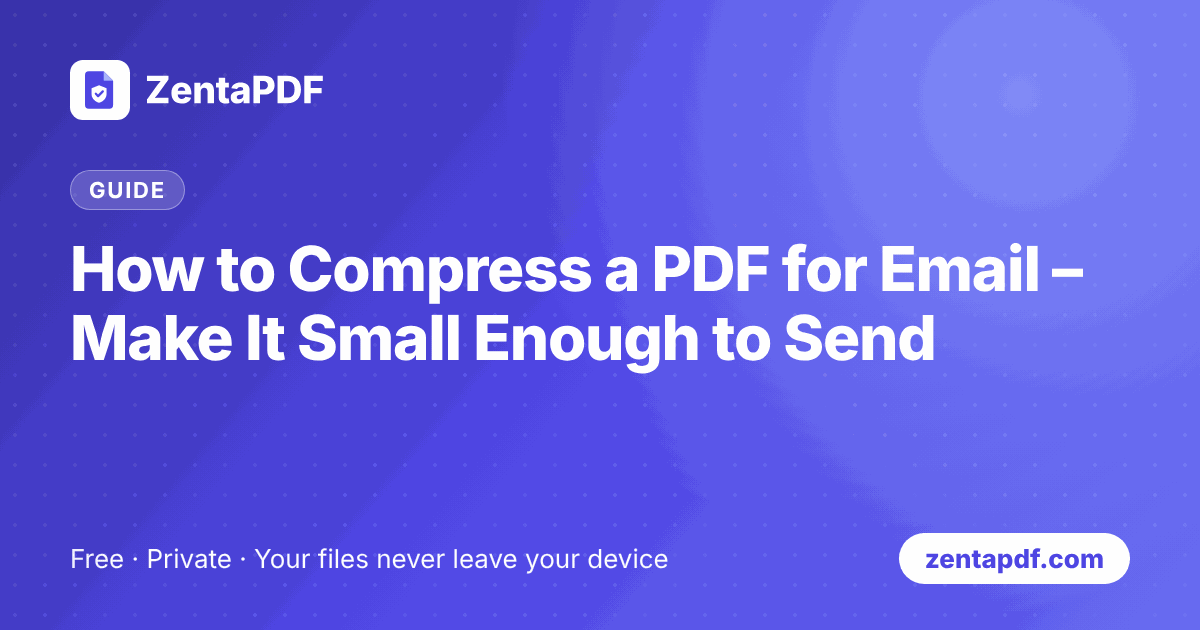 ZentaPDF
GUIDE
How to Compress a PDF for Email –
Make It Small Enough to Send
Free · Private · Your files never leave your device
zentapdf.com